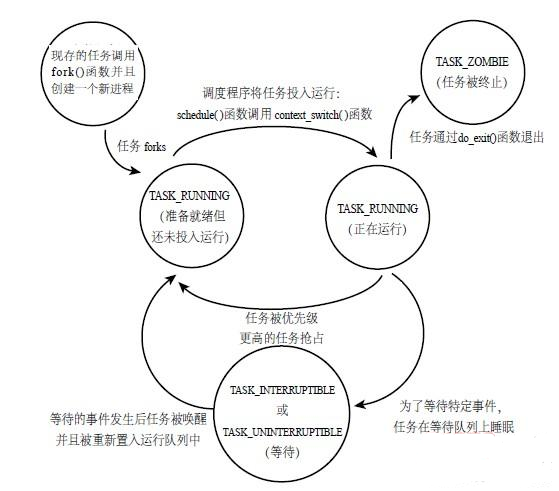 现存的任务调用
fork()函数并且
创建一个新进程
TASK_ZOMBIE
(任务被终止)
调度程序将任务投入运行:
schedule( )函数调用 context_switch( )函数
任务 forks
任务通过do_exit()函数退出
TASK_RUNNING
(准备就绪但
还未投入运行)
TASK_RUNNING
(正在运行)
任务被优先级
更高的任务抢占
TASK_INTERRUPTIBLE
或
TASK_UNINTERRUPTIBLE
(等待)
等待的事件发生后任务被唤醒
并且被重新置入运行队列中
为了等待特定事件，
任务在等待队列上睡眠